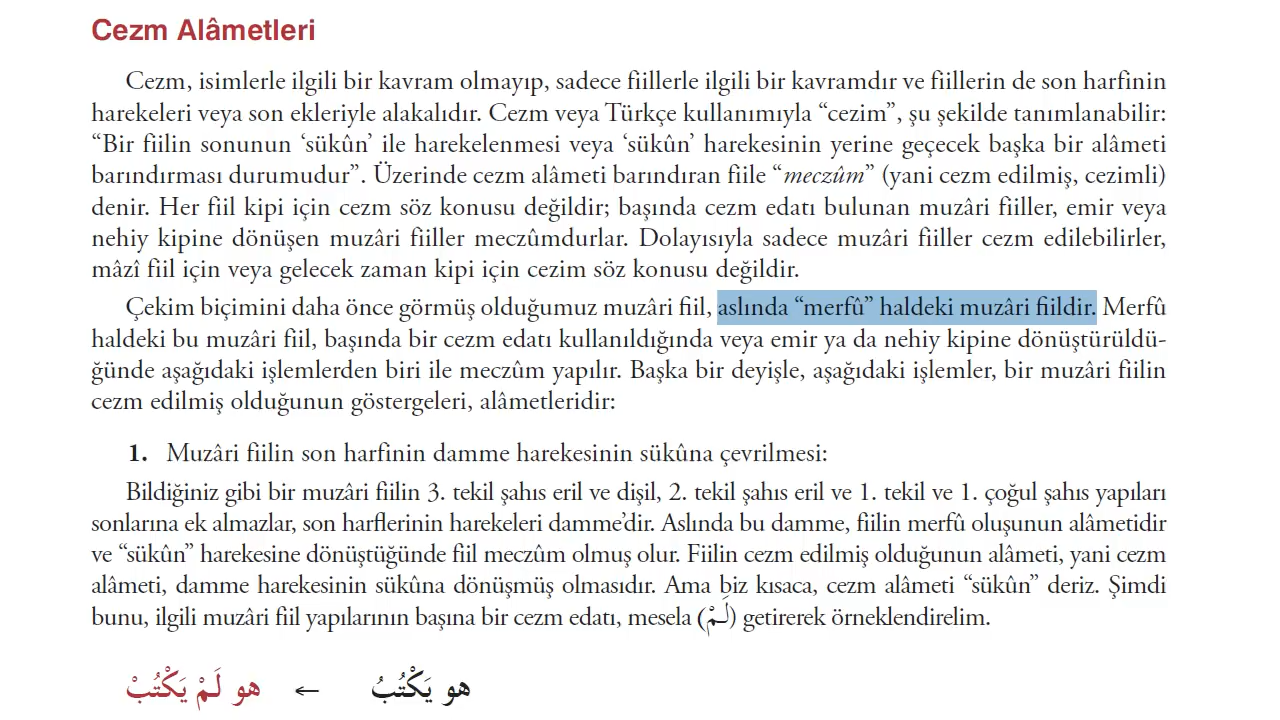 Cezm Alâmetleri
Cezm, isimlerle ilgili bir kavram olmayıp, sadece fiillerle ilgili bir kavramdır ve fiillerin de son harfinin
harekeleri veya son ekleriyle alakalıdır. Cezm veya Türkçe kullanımıyla “cezim”, şu şekilde tanımlanabilir:
“Bir fiilin sonunun ‘sükûn’ ile harekelenmesi veya ‘sükûn’ harekesinin yerine geçecek başka bir alâmeti
barındırması durumudur”. Üzerinde cezm alâmeti barındıran fiile “meczûm” (yani cezm edilmiş, cezimli)
denir. Her fiil kipi için cezm söz konusu değildir; başında cezm edatı bulunan muzâri fiiller, emir veya
nehiy kipine dönüşen muzâri fiiller meczûmdurlar. Dolayısıyla sadece muzâri fiiller cezm edilebilirler,
mâzî fiil için veya gelecek zaman kipi için cezim söz konusu değildir.
Çekim biçimini daha önce görmüş olduğumuz muzâri fiil, aslında “merfû” haldeki muzâri fiildir. Merfû
haldeki bu muzâri fiil, başında bir cezm edatı kullanıldığında veya emir ya da nehiy kipine dönüştürüldü-
ğünde aşağıdaki işlemlerden biri ile meczûm yapılır. Başka bir deyişle, aşağıdaki işlemler, bir muzâri fiilin
cezm edilmiş olduğunun göstergeleri, alâmetleridir:
1. Muzâri fiilin son harfinin damme harekesinin sükûna çevrilmesi:
Bildiğiniz gibi bir muzâri fiilin 3. tekil şahıs eril ve dişil, 2. tekil şahıs eril ve 1. tekil ve 1. çoğul şahıs yapıları
sonlarına ek almazlar, son harflerinin harekeleri damme’dir. Aslında bu damme, fiilin merfû oluşunun alâmetidir
ve “sükûn” harekesine dönüştüğünde fiil meczûm olmuş olur. Fiilin cezm edilmiş olduğunun alâmeti, yani cezm
alâmeti, damme harekesinin sükûna dönüşmüş olmasıdır. Ama biz kısaca, cezm alâmeti “sükûn” deriz. Şimdi
bunu, ilgili muzâri fiil yapılarının başına bir cezm edatı, mesela (لَمْ) getirerek örneklendirelim.
هو يَكْتُبُ ← هو لَمْ يَكْتُبْ